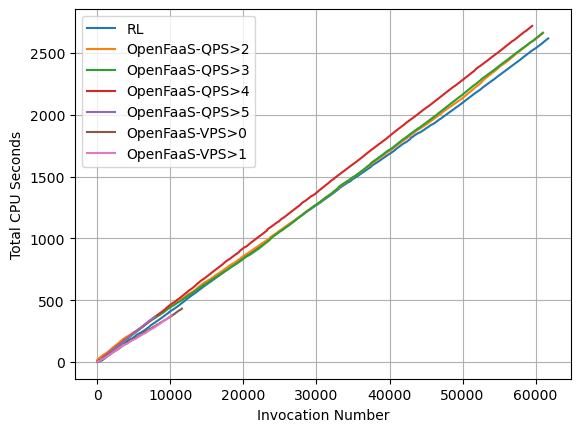 RL
OpenFaaS-QPS>2
OpenFaaS-QPS>3
OpenFaaS-QPS>4
OpenFaaS-QPS>5
OpenFaaS-VPS>0
OpenFaaS-VPS>1
Total CPU Seconds
2500
2000
1500
1000
500
0
0 10000 20000 30000 40000 50000 60000
Invocation Number